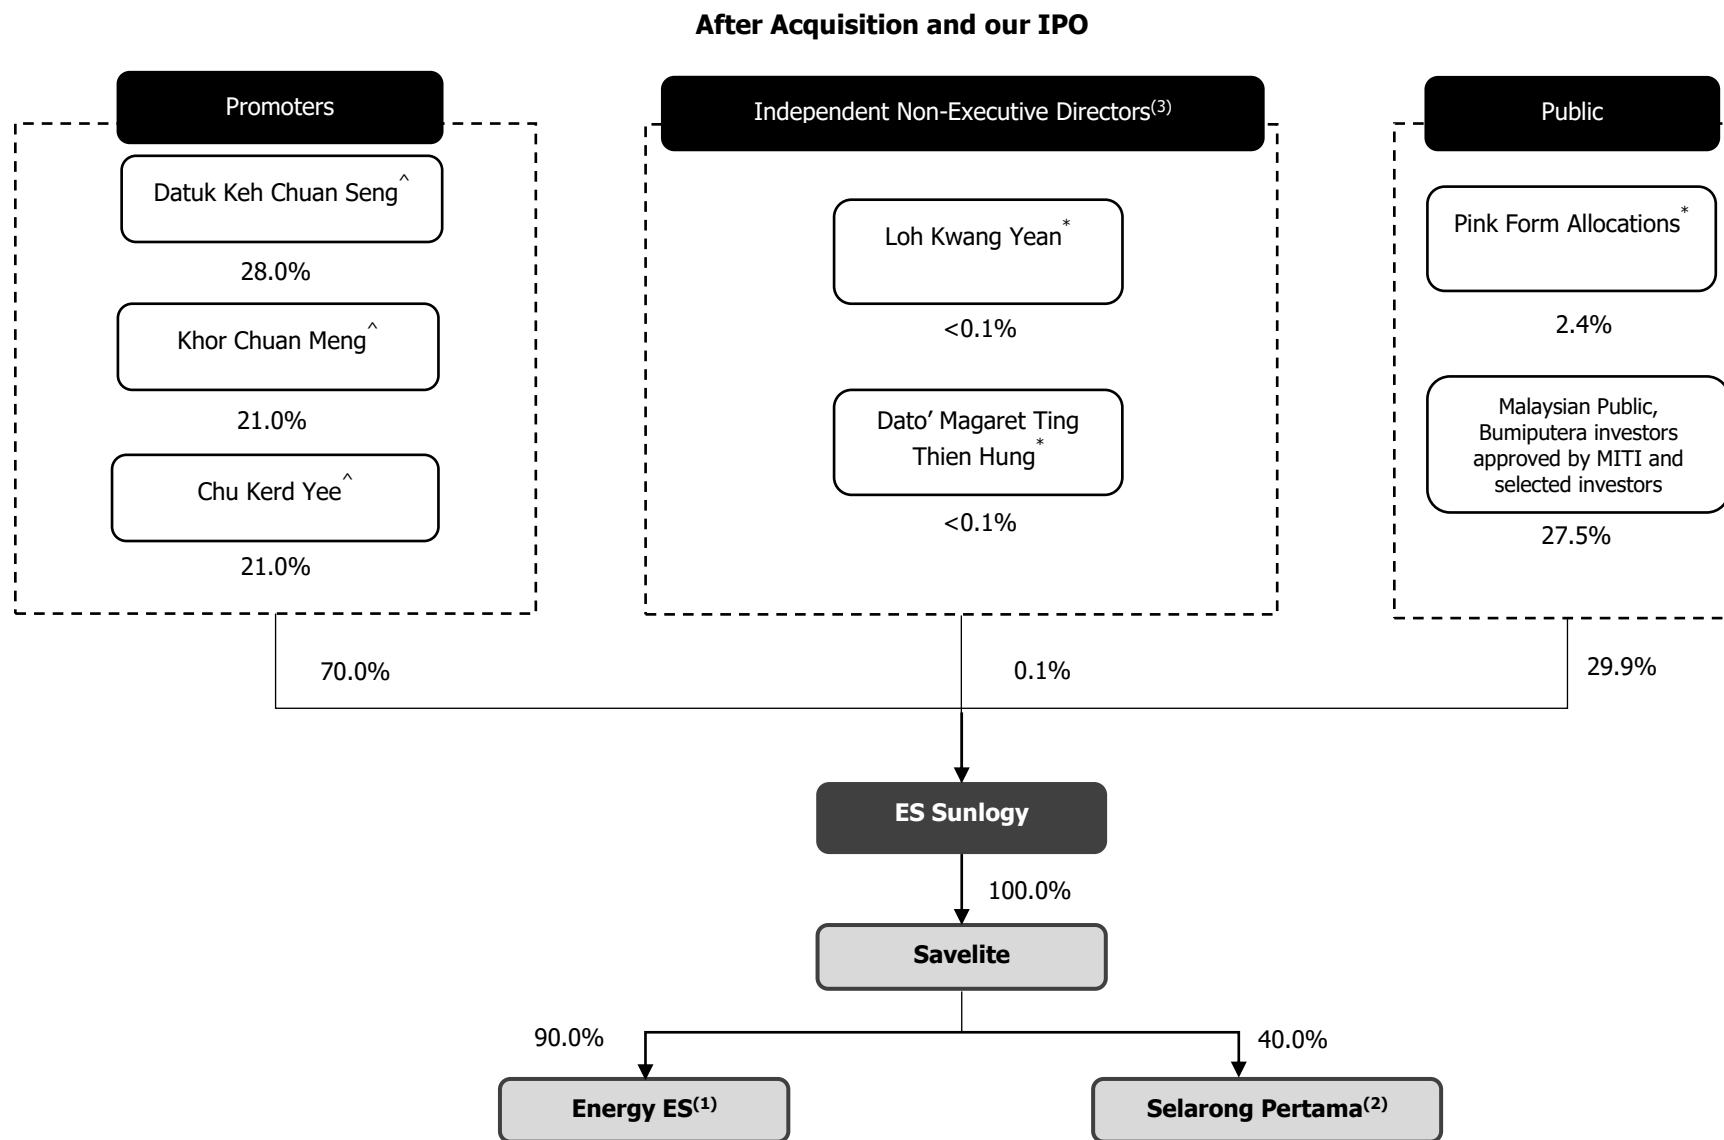 After Acquisition and our IPO
Promoters
Datuk Keh Chuan Seng^
28.0%
Khor Chuan Meng^
21.0%
Chu Kerd Yee^
21.0%
Independent Non-Executive Directors(3)
Loh Kwang Yean*
<0.1%
Dato’ Magaret Ting
Thien Hung*
<0.1%
Public
Pink Form Allocations*
2.4%
Malaysian Public,
Bumiputera investors
approved by MITI and
selected investors
27.5%
70.0%
0.1%
29.9%
ES Sunlogy
100.0%
Savelite
90.0%
40.0%
Energy ES(1)
Selarong Pertama(2)